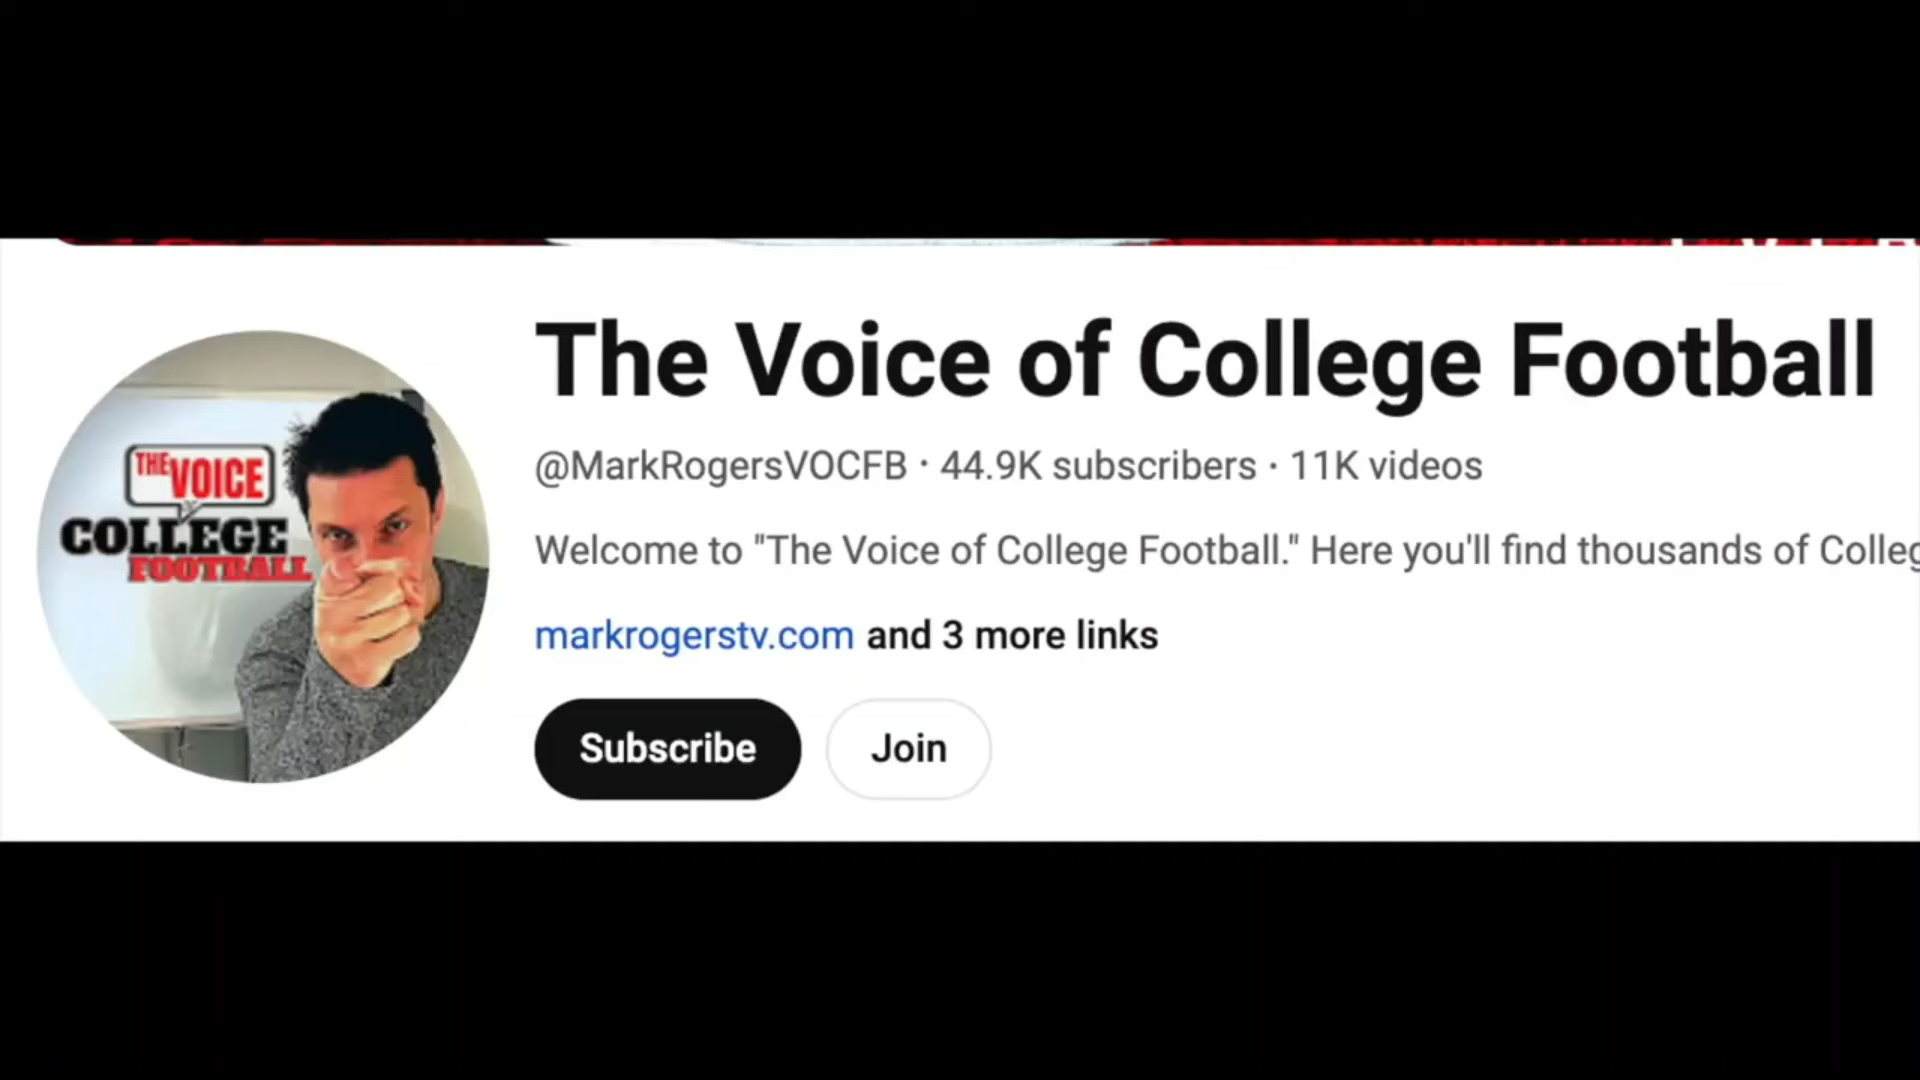 The Voice of College Football
@MarkRogersVOCFB · 44.9K subscribers · 11K videos
Welcome to "The Voice of College Football." Here you'll find thousands of Colleg
markrogerstv.com and 3 more links
Subscribe Join
THE VOICE
COLLEGE
FOOTBALL